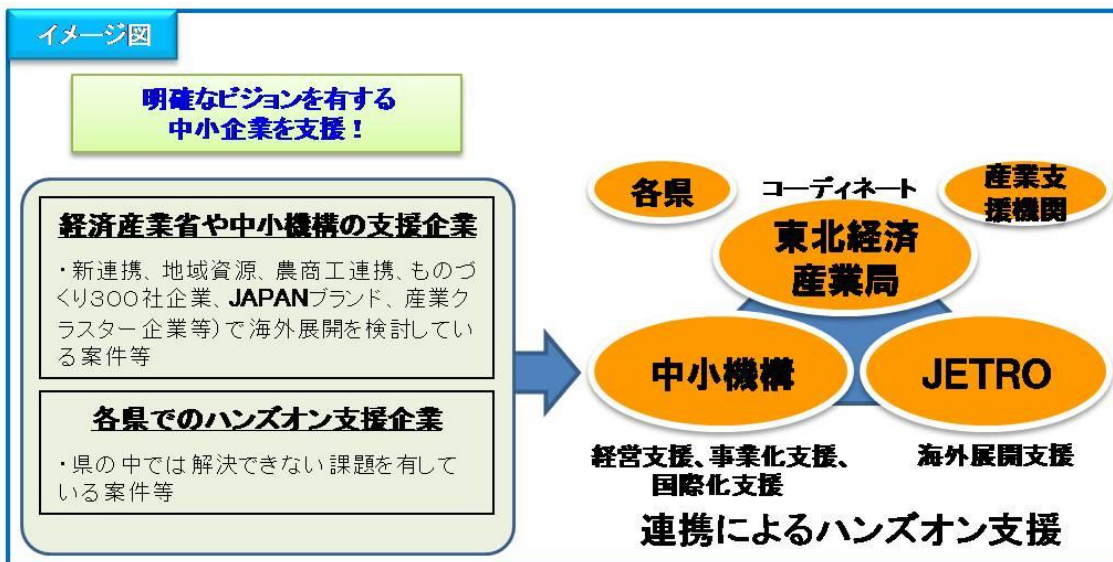 イメージ図
明確なビジョンを有する
中小企業を支援！
経済産業省や中小機構の支援企業
・新連携、地域資源、農商工連携、ものづ
くり３００社企業、JAPANブランド、産業ク
ラスター企業等）で海外展開を検討してい
る案件等
各県でのハンズオン支援企業
・県の中では解決できない課題を有して
いる案件等
各県
コーディネート
産業支
援機関
東北経済
産業局
中小機構
JETRO
経営支援、事業化支援、
国際化支援
海外展開支援
連携によるハンズオン支援